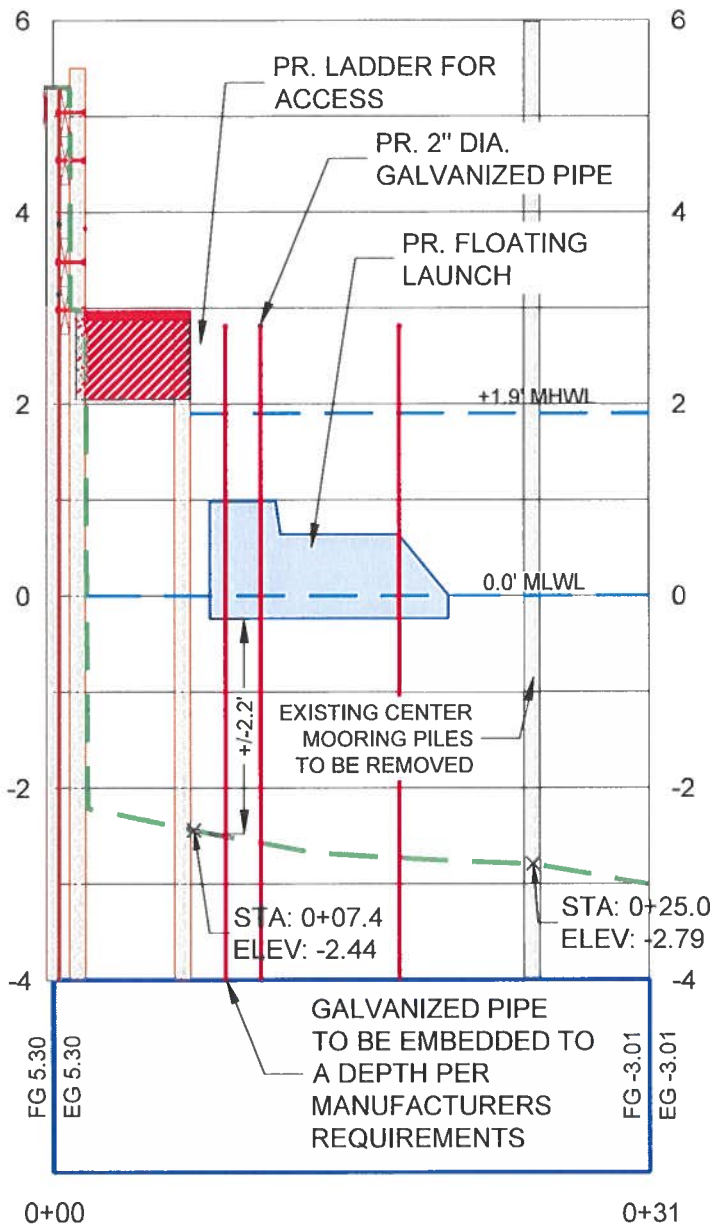 6
6
PR. LADDER FOR
ACCESS
PR. 2" DIA.
GALVANIZED PIPE
4
4
PR. FLOATING
LAUNCH
2
+1.9' MHWL
2
0
0.0' MLWL
0
+/-2.2'
EXISTING CENTER
MOORING PILES
TO BE REMOVED
-2
-2
STA: 0+07.4
ELEV: -2.44
STA: 0+25.0
ELEV: -2.79
-4
-4
GALVANIZED PIPE
TO BE EMBEDDED TO
A DEPTH PER
MANUFACTURERS
REQUIREMENTS
FG 5.30
EG 5.30
FG -3.01
EG -3.01
0+00
0+31